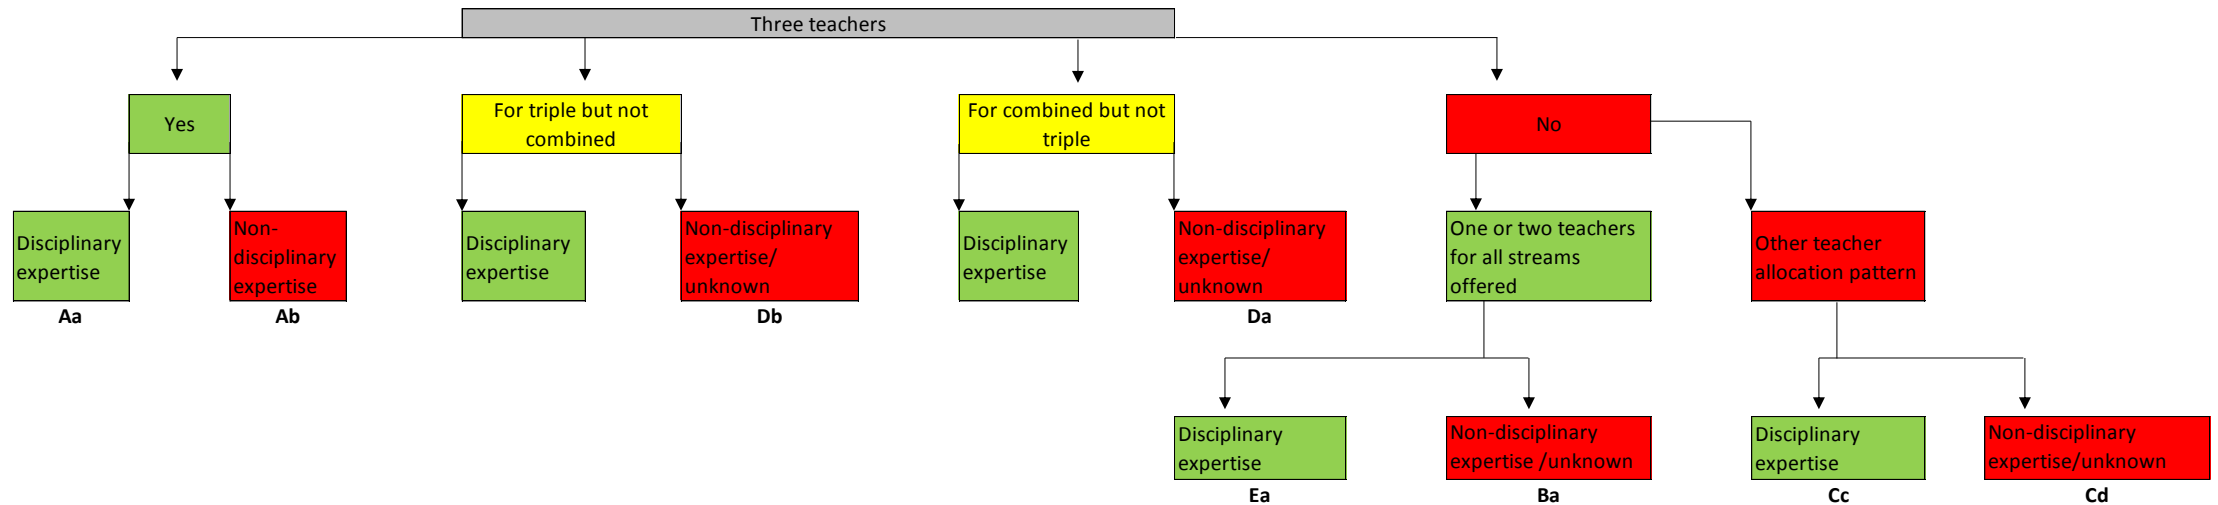 Three teachers
Yes
For triple but not
combined
For combined but not
triple
No
Disciplinary
expertise
Non-
disciplinary
expertise
Disciplinary
expertise
Non-disciplinary
expertise/
unknown
Disciplinary
expertise
Non-disciplinary
expertise/
unknown
One or two teachers
for all streams
offered
Other teacher
allocation pattern
Aa
Ab
Db
Da
Disciplinary
expertise
Non-disciplinary
expertise /unknown
Disciplinary
expertise
Non-disciplinary
expertise/unknown
Ea
Ba
Cc
Cd